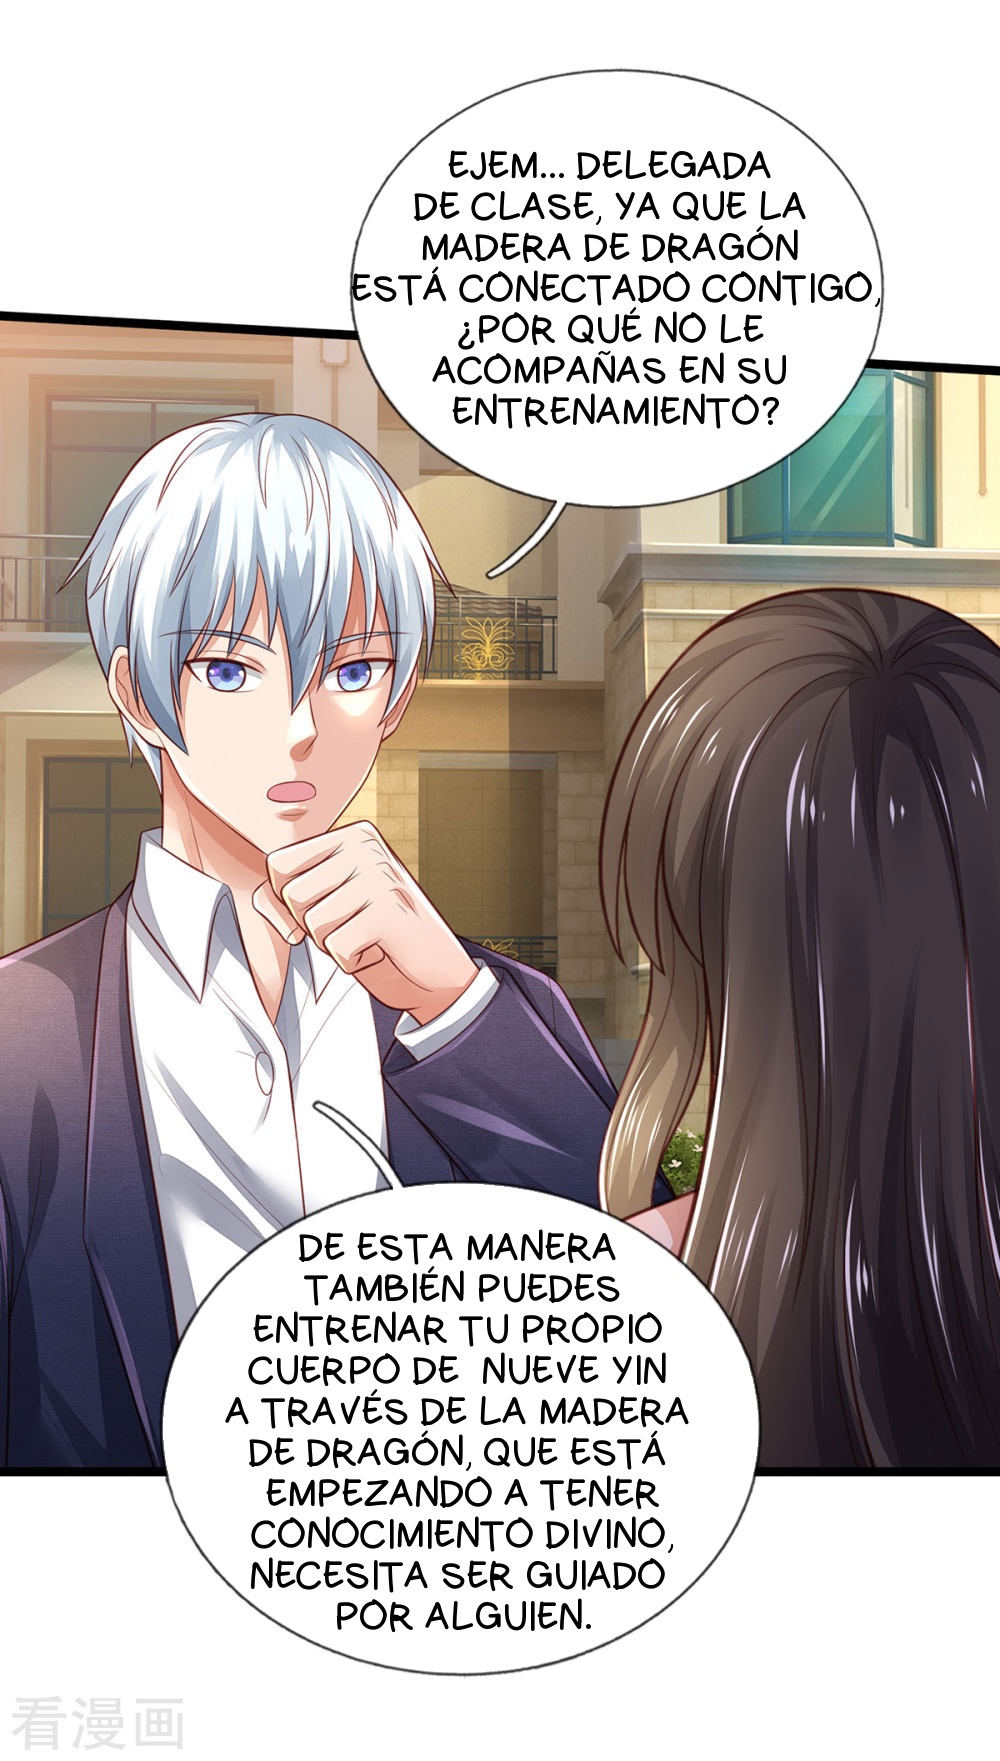 EJEM... DELEGADA
DE CLASE, YA QUE LA
MADERA DE DRAGÓN
ESTÁ CONECTADO CONTIGO,
¿POR QUÉ NO LE
ACOMPAÑAS EN SU
ENTRENAMIENTO?
DE ESTA MANERA
TAMBIÉN PUEDES
ENTRENAR TU PROPIO
CUERPO DE NUEVE YIN
A TRAVÉS DE LA MADERA
DE DRAGÓN, QUE ESTÁ
EMPEZANDO A TENER
CONOCIMIENTO DIVINO,
NECESITA SER GUIADO
POR ALGUIEN.
看漫画